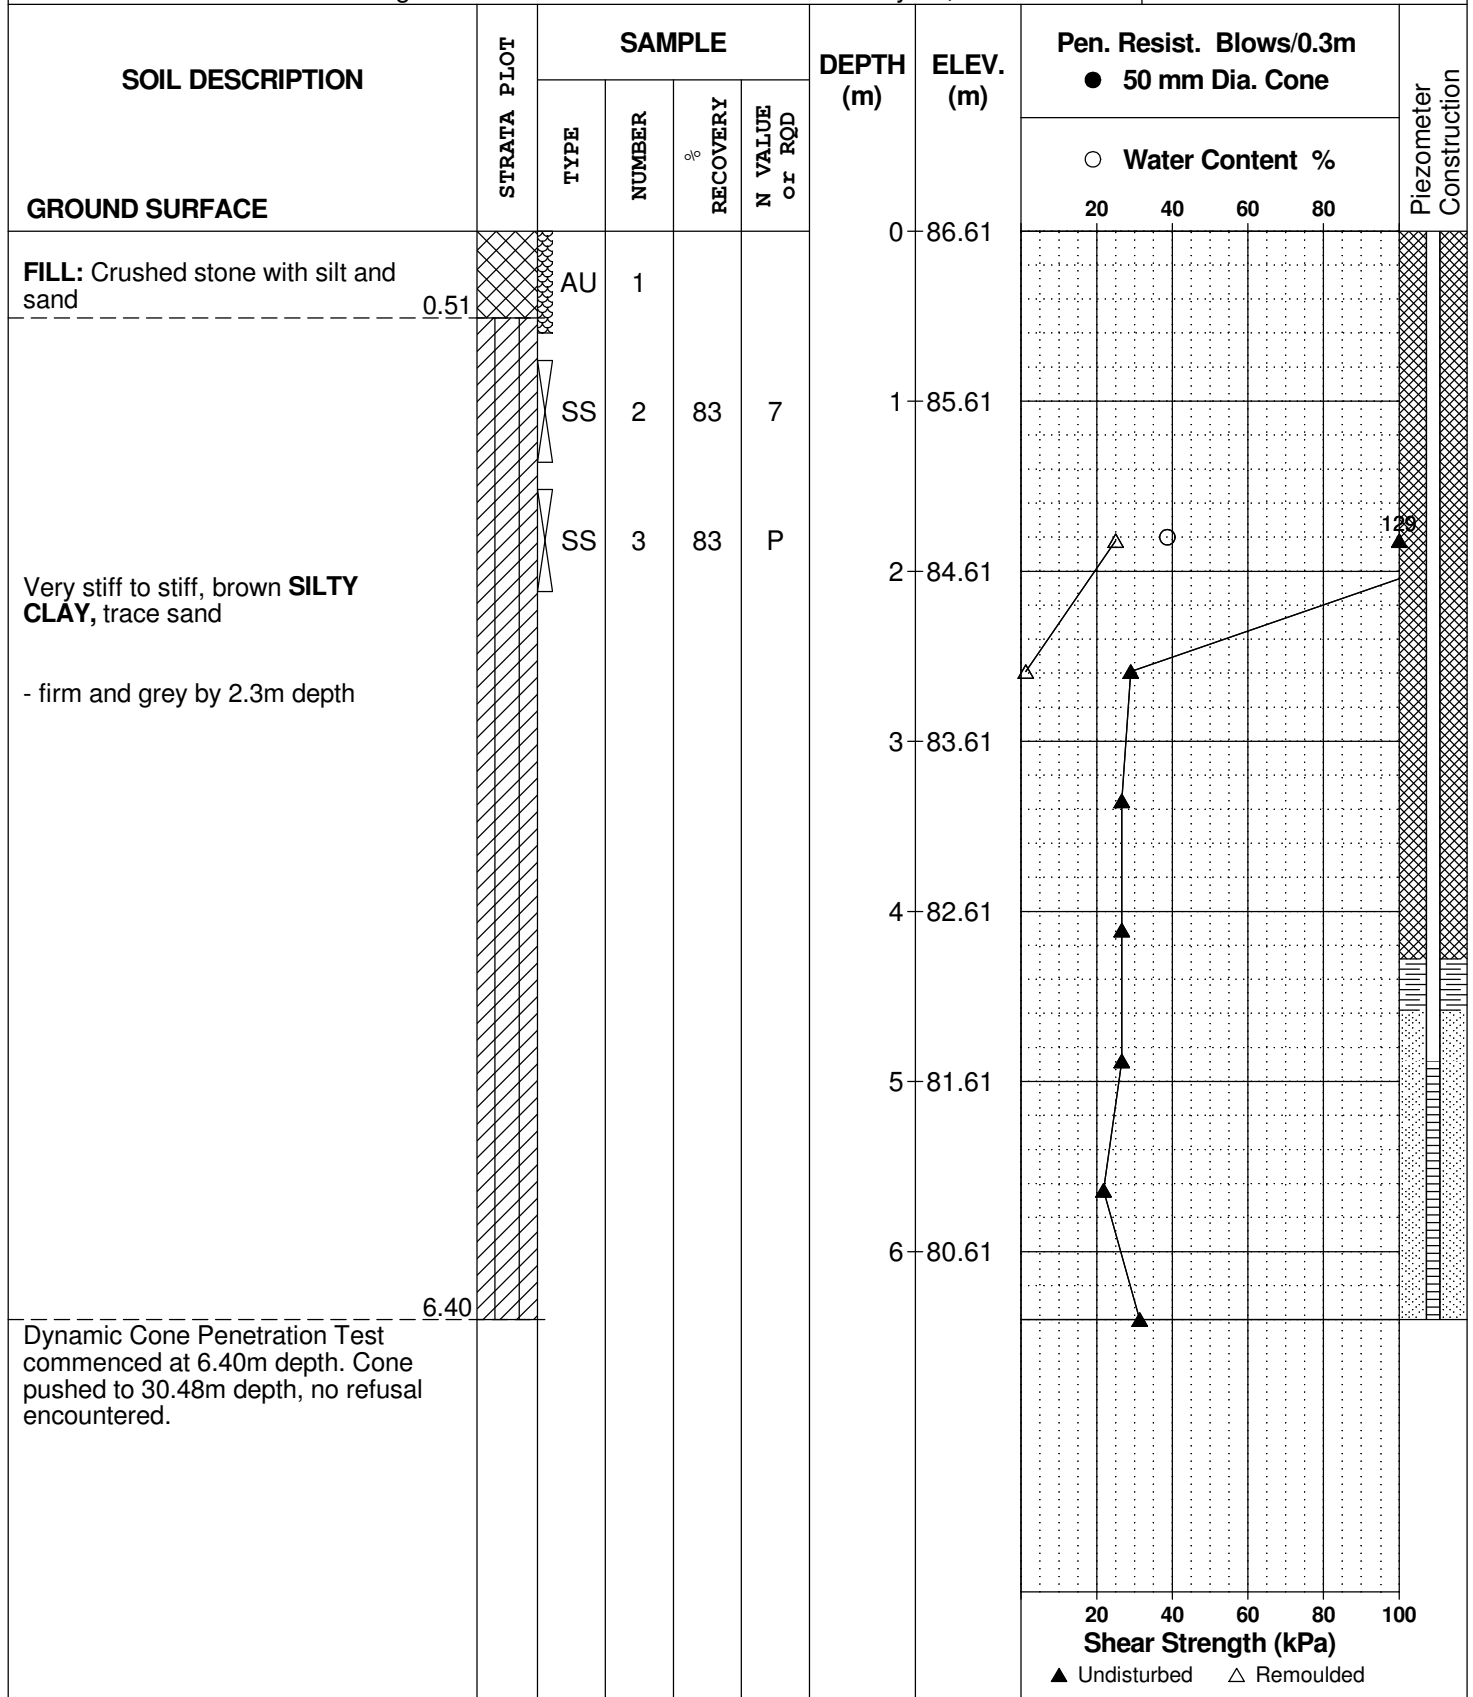 SOIL DESCRIPTION
GROUND SURFACE
STRATA PLOT
SAMPLE
TYPE
NUMBER
% RECOVERY
N VALUE or RQD
DEPTH (m)
ELEV. (m)
Pen. Resist. Blows/0.3m
● 50 mm Dia. Cone
○ Water Content %
20 40 60 80
Piezometer Construction
0 86.61
FILL: Crushed stone with silt and
sand
0.51
AU 1
SS 2 83 7
1 85.61
SS 3 83 P
129
2 84.61
Very stiff to stiff, brown SILTY
CLAY, trace sand
- firm and grey by 2.3m depth
3 83.61
4 82.61
5 81.61
6 80.61
6.40
Dynamic Cone Penetration Test
commenced at 6.40m depth. Cone
pushed to 30.48m depth, no refusal
encountered.
20 40 60 80 100
Shear Strength (kPa)
▲ Undisturbed △ Remoulded